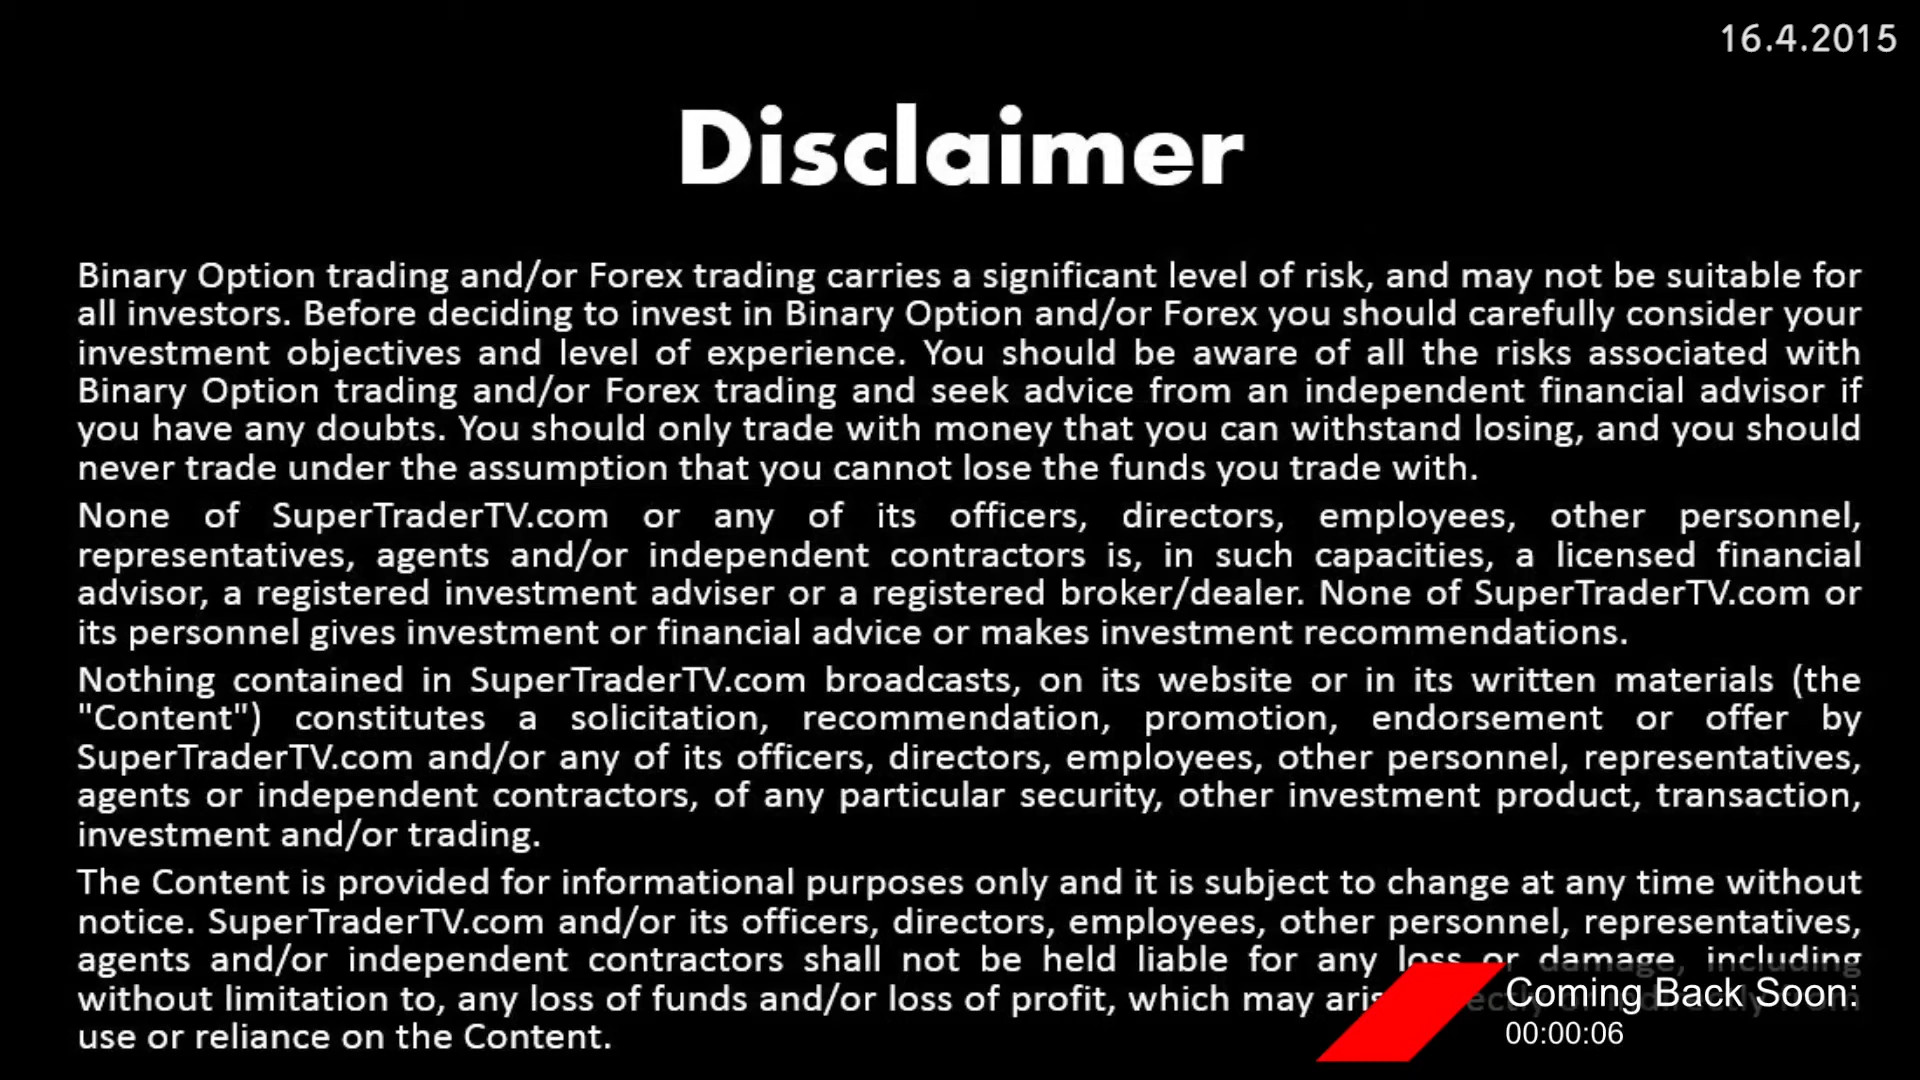 16.4.2015
Disclaimer
Binary Option trading and/or Forex trading carries a significant level of risk, and may not be suitable for
all investors. Before deciding to invest in Binary Option and/or Forex you should carefully consider your
investment objectives and level of experience. You should be aware of all the risks associated with
Binary Option trading and/or Forex trading and seek advice from an independent financial advisor if
you have any doubts. You should only trade with money that you can withstand losing, and you should
never trade under the assumption that you cannot lose the funds you trade with.
None of SuperTraderTV.com or any of its officers, directors, employees, other personnel,
representatives, agents and/or independent contractors is, in such capacities, a licensed financial
advisor, a registered investment adviser or a registered broker/dealer. None of SuperTraderTV.com or
its personnel gives investment or financial advice or makes investment recommendations.
Nothing contained in SuperTraderTV.com broadcasts, on its website or in its written materials (the
"Content") constitutes a solicitation, recommendation, promotion, endorsement or offer by
SuperTraderTV.com and/or any of its officers, directors, employees, other personnel, representatives,
agents or independent contractors, of any particular security, other investment product, transaction,
investment and/or trading.
The Content is provided for informational purposes only and it is subject to change at any time without
notice. SuperTraderTV.com and/or its officers, directors, employees, other personnel, representatives,
agents and/or independent contractors shall not be held liable for any loss or damage, including
without limitation to, any loss of funds and/or loss of profit, which may from
use or reliance on the Content.
Coming Back Soon:
00:00:06